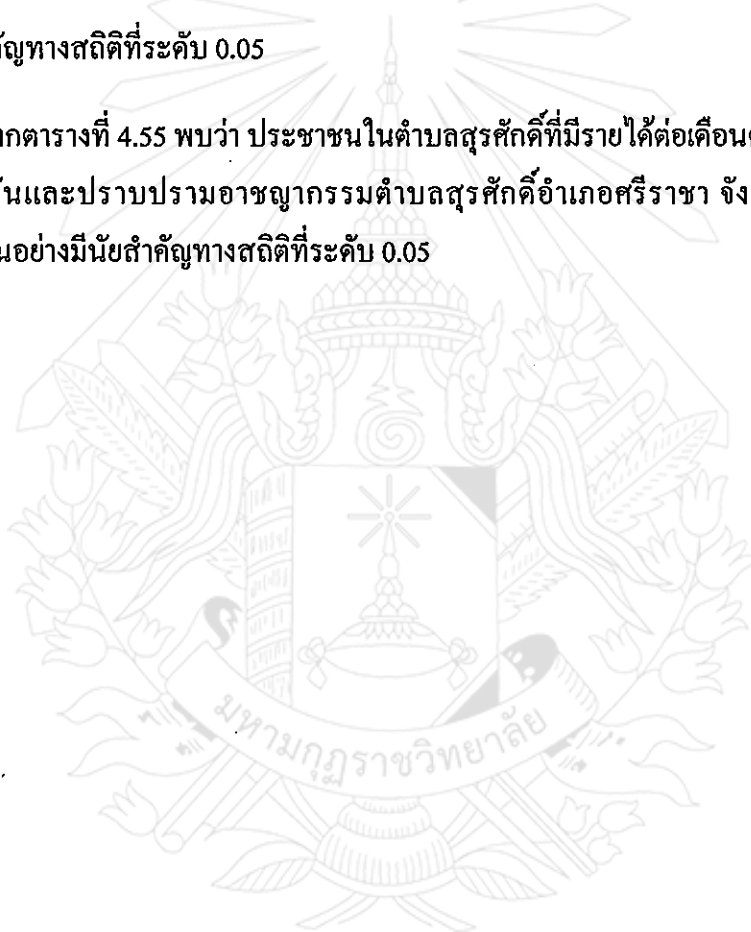 ัญทางสถิติที่ระดับ 0.05
ากตารางที่ 4.55 พบว่า ประชาชนในตำบลสุรศักดิ์ที่มีรายได้ต่อเดือน
ันและปราบปรามอาชญากรรมตำบลสุรศักดิ์อำเภอศรีราชา จัง
นอย่างมีนัยสำคัญทางสถิติที่ระดับ 0.05
มหามกุฏราชวิทยาลัย